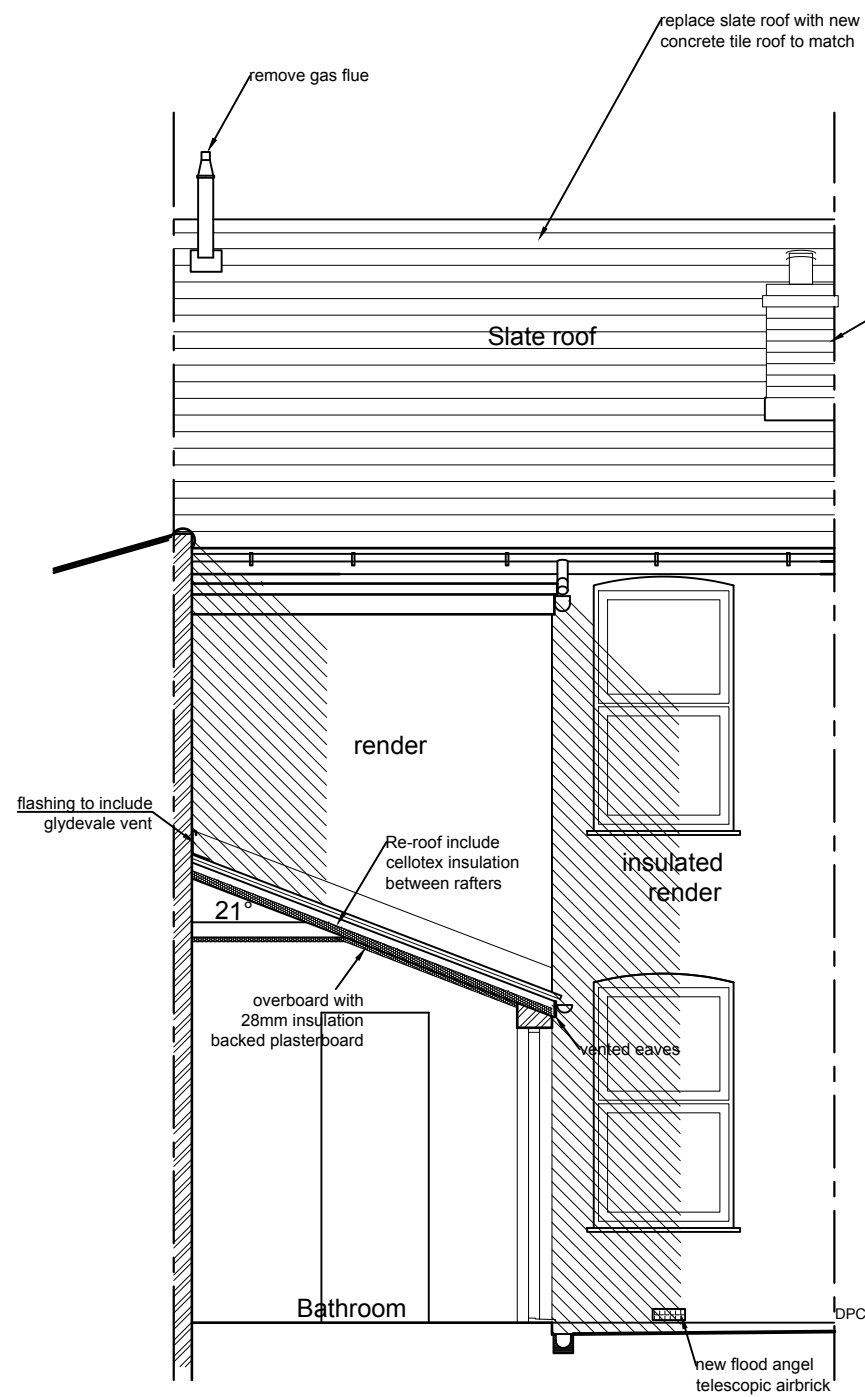 replace slate roof with new
concrete tile roof to match
remove gas flue
Slate roof
render
flashing to include
glydevale vent
Re-roof include
cellotex insulation
between rafters
insulated
render
21°
overboard with
28mm insulation
backed plasterboard
vented eaves
Bathroom
DPC
new flood angel
telescopic airbrick